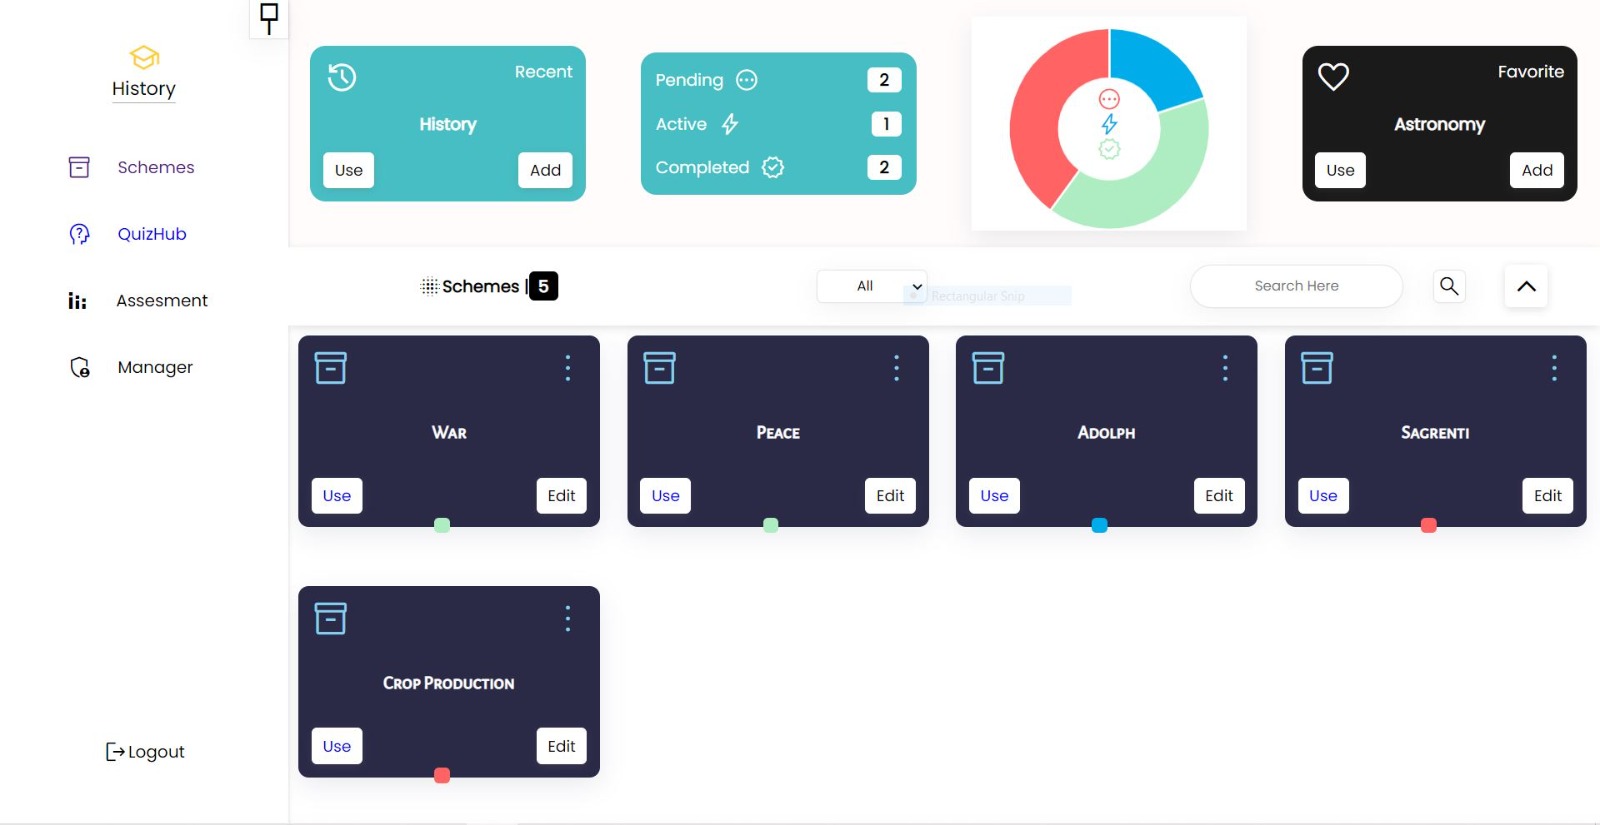 History
Schemes
QuizHub
Assesment
Manager
Logout
Recent
History
Use
Add
Pending 2
Active 1
Completed 2
Favorite
Astronomy
Use
Add
Schemes | 5
All
Rectangular Snip
Search Here
War
Use
Edit
Peace
Use
Edit
Adolph
Use
Edit
Sagrenti
Use
Edit
Crop Production
Use
Edit